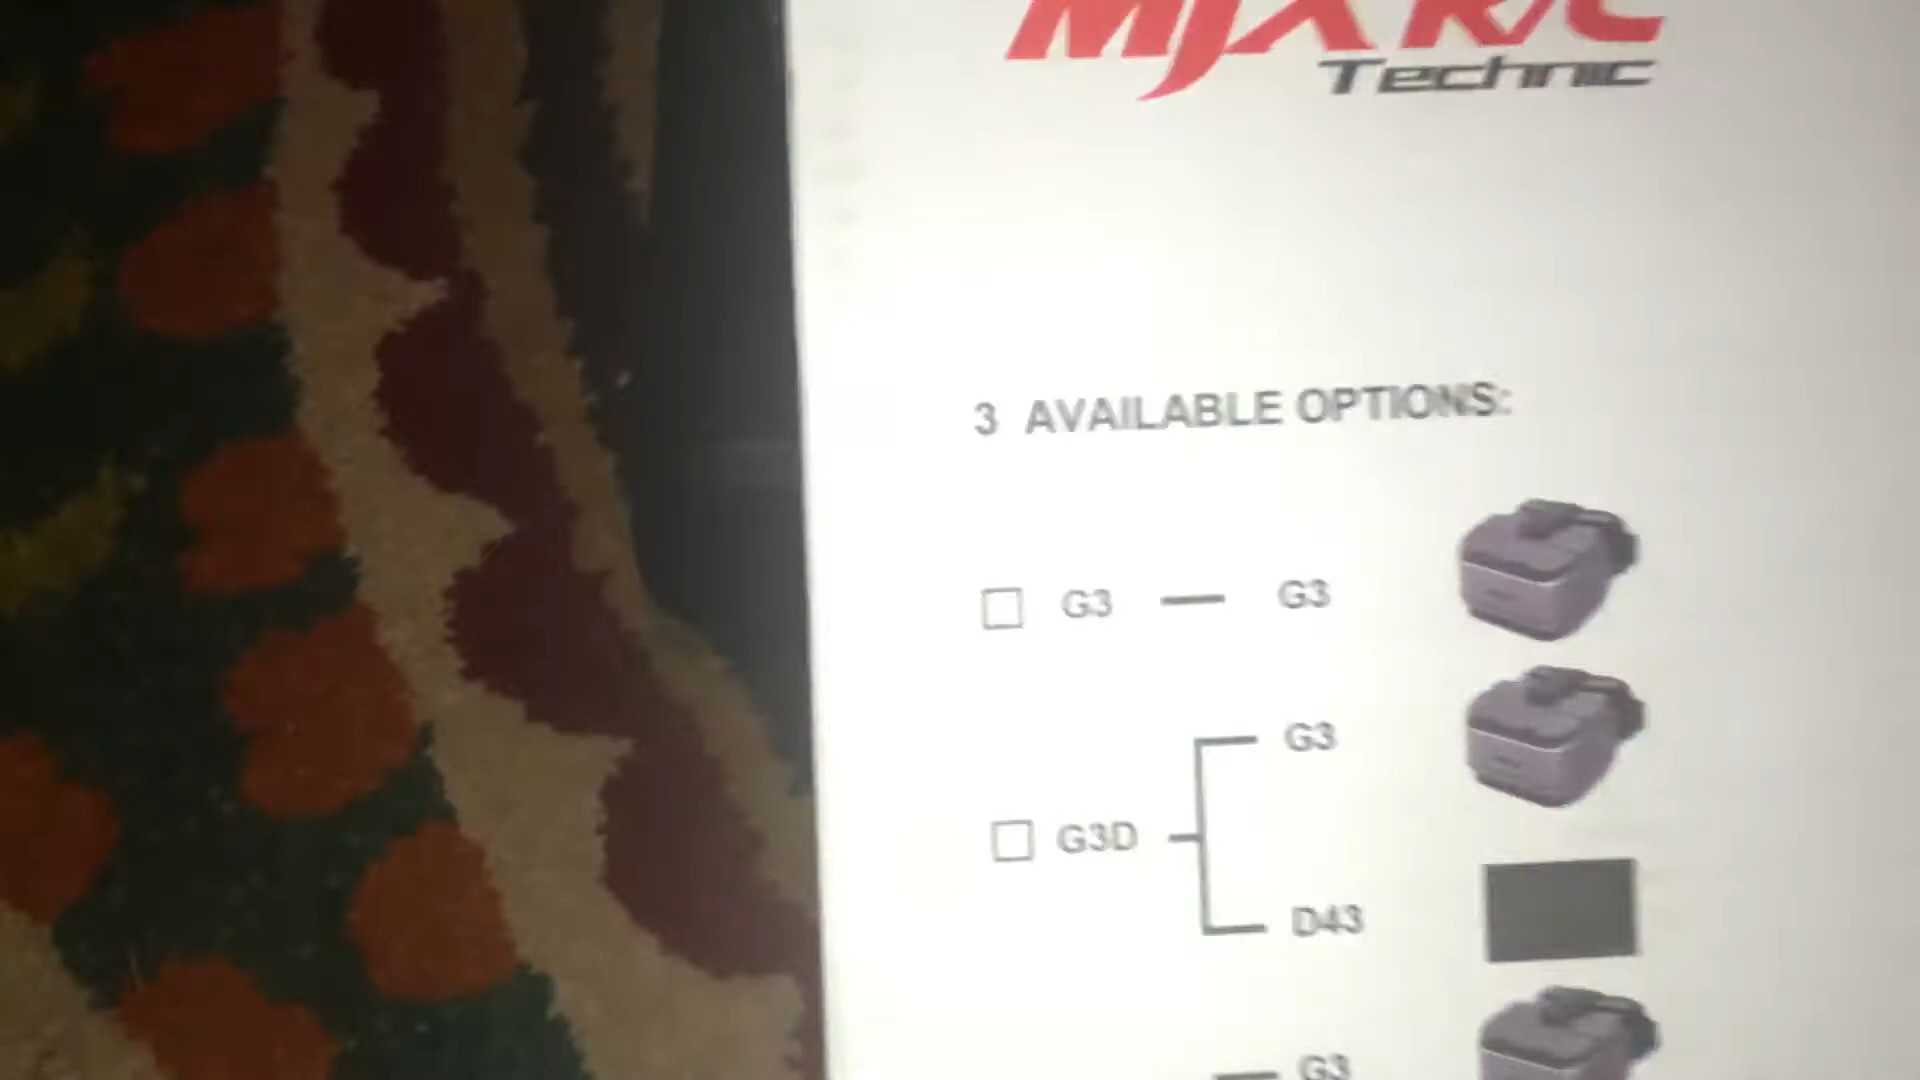 MJX R/C
Technic
3 AVAILABLE OPTIONS:
G3 — G3
G3
G3D
D43
G3